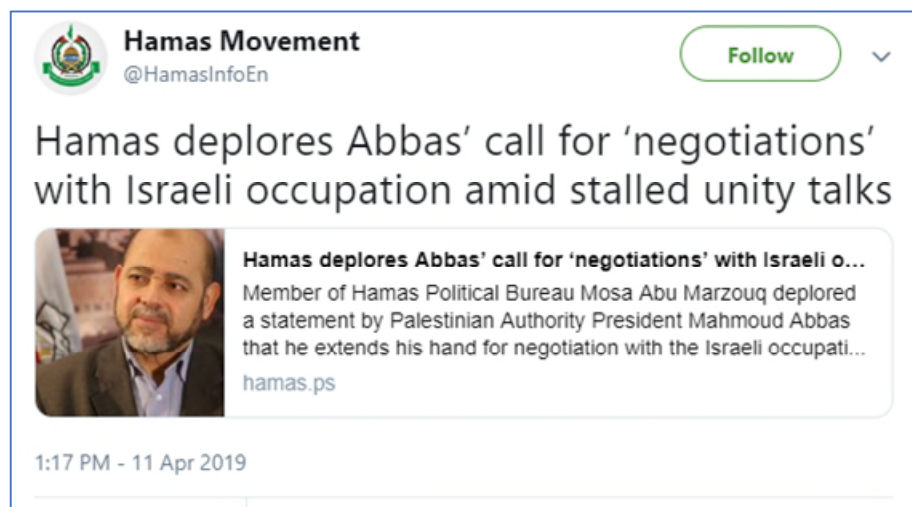 Hamas Movement
@HamasInfoEn
Follow
Hamas deplores Abbas’ call for ‘negotiations’
with Israeli occupation amid stalled unity talks
Hamas deplores Abbas’ call for ‘negotiations’ with Israeli o...
Member of Hamas Political Bureau Mosa Abu Marzouq deplored
a statement by Palestinian Authority President Mahmoud Abbas
that he extends his hand for negotiation with the Israeli occupati...
hamas.ps
1:17 PM - 11 Apr 2019